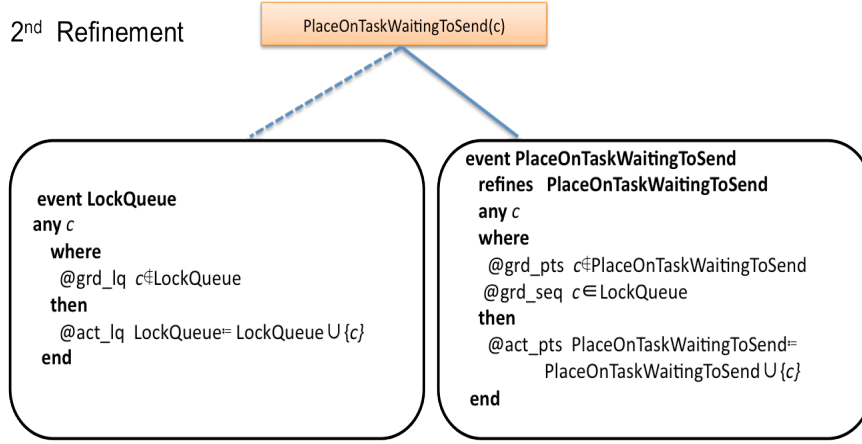 2nd Refinement
PlaceOnTaskWaitingToSend(c)
event LockQueue
any c
where
@grd_lq c∉LockQueue
then
@act_lq LockQueue≔ LockQueue ∪ {c}
end
event PlaceOnTaskWaitingToSend
refines PlaceOnTaskWaitingToSend
any c
where
@grd_pts c∉PlaceOnTaskWaitingToSend
@grd_seq c ∈ LockQueue
then
@act_pts PlaceOnTaskWaitingToSend≔
PlaceOnTaskWaitingToSend ∪ {c}
end